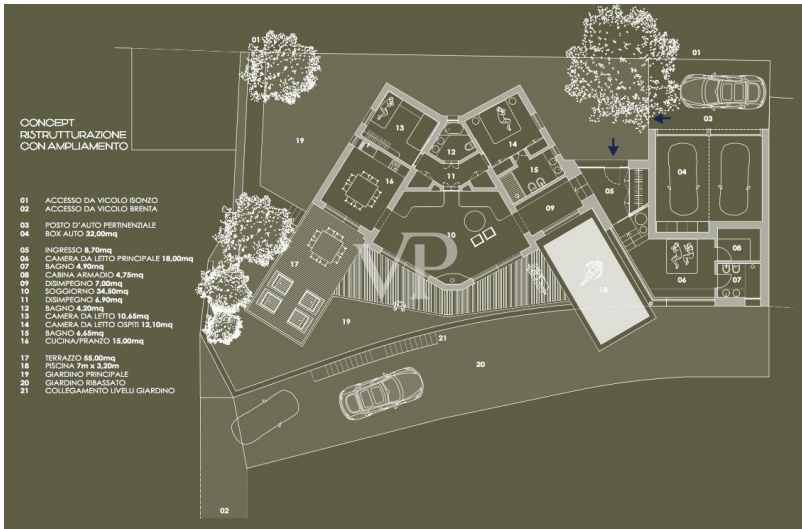 CONCEPT
RISTRUTTURAZIONE
CON AMPLIAMENTO
01 ACCESSO DA VICOLO ISONZO
02 ACCESSO DA VICOLO BRENTA
03 POSTO D'AUTO PERTINENZIALE
04 BOX AUTO 32,00mq
05 INGRESSO 8,70mq
06 CAMERA DA LETTO PRINCIPALE 18,00mq
07 BAGNO 4,90mq
08 CABINA ARMADIO 4,75mq
09 DISIMPEGNO 7,00mq
10 SOGGIORNO 34,50mq
11 DISIMPEGNO 6,90mq
12 BAGNO 4,20mq
13 CAMERA DA LETTO 10,65mq
14 CAMERA DA LETTO OSPITI 12,10mq
15 BAGNO 6,65mq
16 CUCINA/PRANZO 15,00mq
17 TERRAZZO 55,00mq
18 PISCINA 7m x 3,20m
19 GIARDINO PRINCIPALE
20 GIARDINO RIBASSATO
21 COLLEGAMENTO LIVELLI GIARDINO
01
01
03
13
12
14
19
04
11
15
16
05
09
10
17
VP
08
06
07
18
19
21
20
02